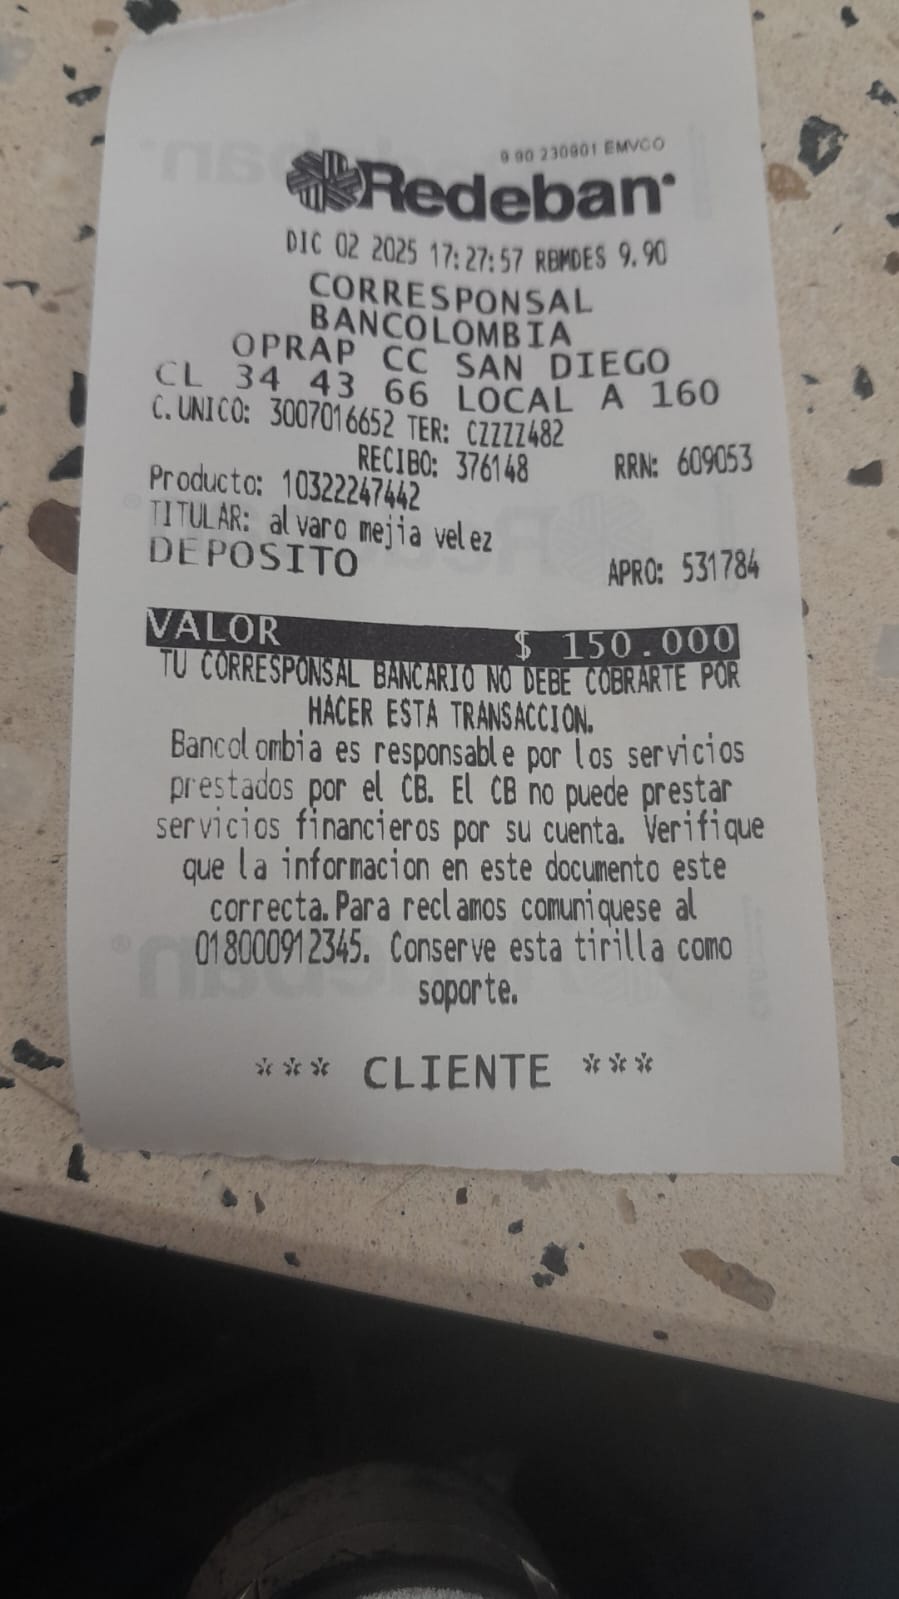 9.90 230901 EMVCO
Redeban
DIC 02 2025 17:27:57 RBMDES 9.90
CORRESPONSAL
BANCOLOMBIA
OPRAP CC SAN DIEGO
CL 34 43 66 LOCAL A 160
C.UNICO: 3007016652 TER: CZZZZ482
RECIBO: 376148 RRN: 609053
Producto: 10322247442
TITULAR: alvaro mejia velez
DEPOSITO APRO: 531784
VALOR $ 150.000
TU CORRESPONSAL BANCARIO NO DEBE COBRARTE POR
HACER ESTA TRANSACCION.
Bancolombia es responsable por los servicios
prestados por el CB. El CB no puede prestar
servicios financieros por su cuenta. Verifique
que la informacion en este documento este
correcta.Para reclamos comuniquese al
018000912345. Conserve esta tirilla como
soporte.
*** CLIENTE ***